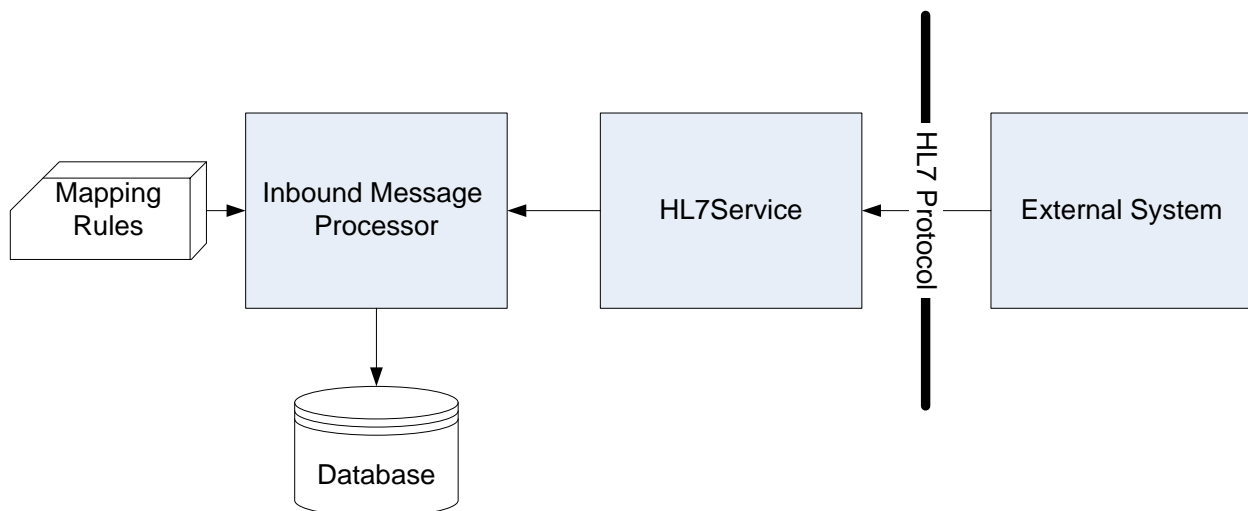 Mapping
Rules
Inbound Message
Processor
HL7Service
HL7 Protocol
External System
Database